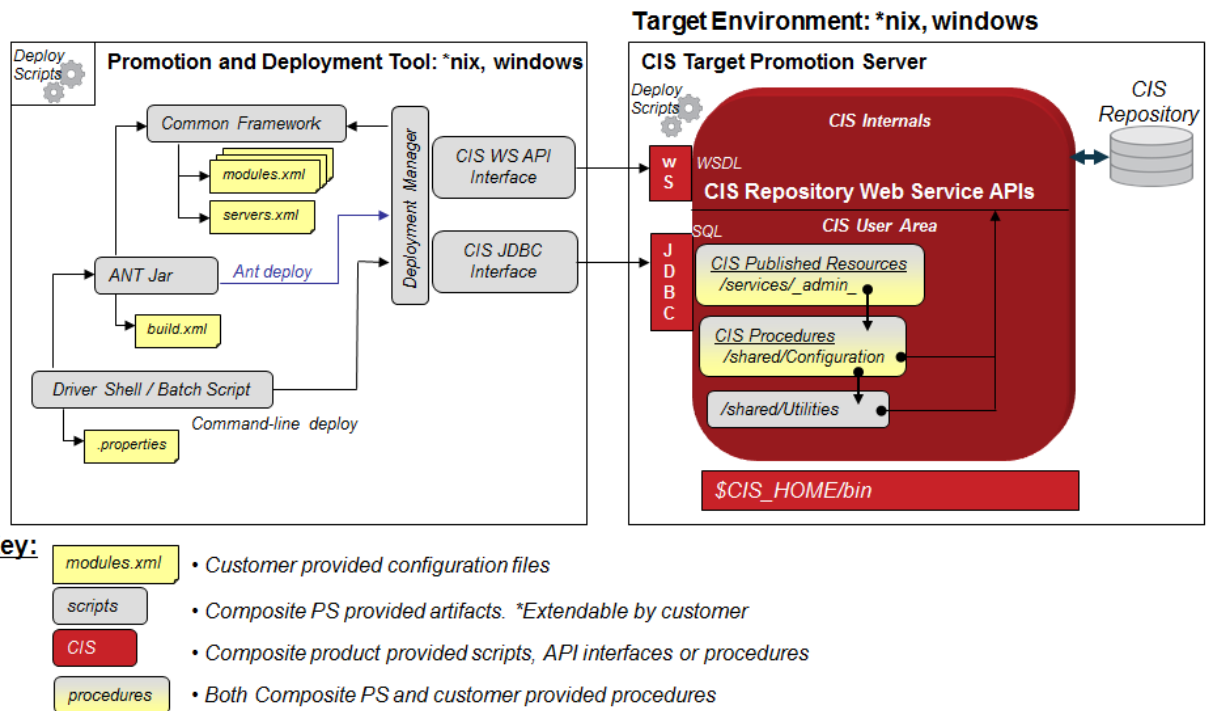 Target Environment: *nix, windows
Deploy
Scripts
Promotion and Deployment Tool: *nix, windows
Common Framework
modules.xml
servers.xml
ANT Jar
Ant deploy
build.xml
Driver Shell / Batch Script
Command-line deploy
.properties
Deployment Manager
CIS WS API
Interface
CIS JDBC
Interface
CIS Target Promotion Server
Deploy
Scripts
CIS Internals
CIS
Repository
W
S
WSDL
CIS Repository Web Service APIs
CIS User Area
SQL
J
D
B
C
CIS Published Resources
/services/_admin_
CIS Procedures
/shared/Configuration
/shared/Utilities
$CIS_HOME/bin
ey:
modules.xml
• Customer provided configuration files
scripts
• Composite PS provided artifacts. *Extendable by customer
CIS
• Composite product provided scripts, API interfaces or procedures
procedures
• Both Composite PS and customer provided procedures